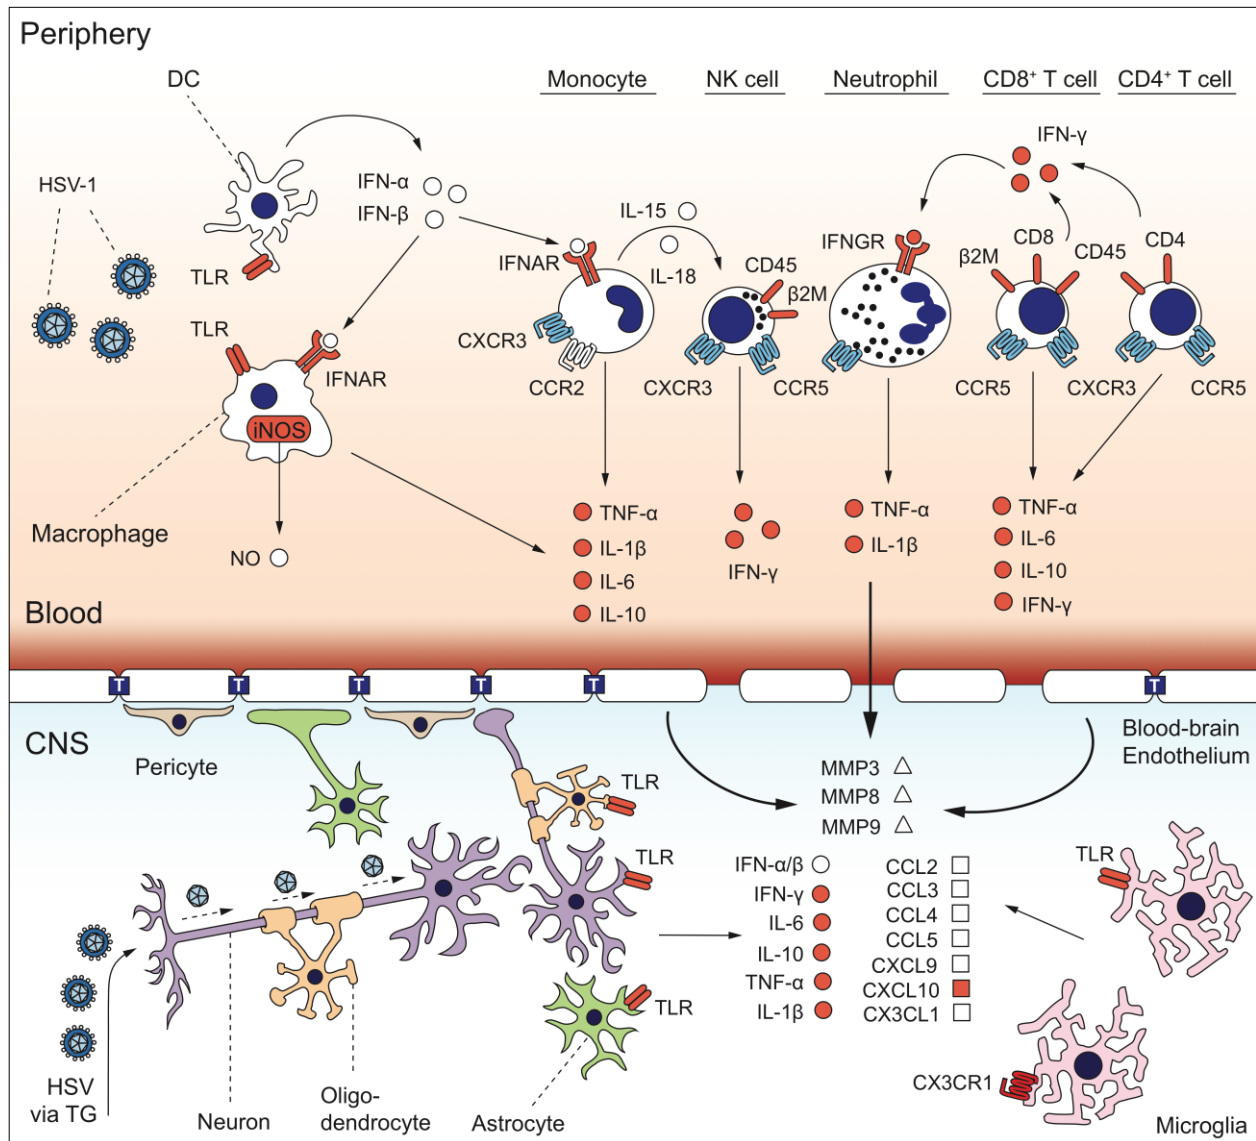 Periphery
DC
Monocyte
NK cell
Neutrophil
CD8⁺ T cell
CD4⁺ T cell
HSV-1
IFN-α
IFN-β
IL-15
IL-18
IFN-γ
TLR
IFNAR
CD45
β2M
IFNGR
β2M
CD8
CD45
CD4
TLR
IFNAR
CXCR3
CCR2
CXCR3
CCR5
CCR5
CXCR3
CCR5
iNOS
Macrophage
NO
TNF-α
IL-1β
IL-6
IL-10
IFN-γ
TNF-α
IL-1β
TNF-α
IL-6
IL-10
IFN-γ
Blood
T
T
T
T
T
T
CNS
Pericyte
Blood-brain
Endothelium
TLR
MMP3
MMP8
MMP9
TLR
TLR
IFN-α/β
IFN-γ
IL-6
IL-10
TNF-α
IL-1β
CCL2
CCL3
CCL4
CCL5
CXCL9
CXCL10
CX3CL1
TLR
CX3CR1
HSV
via TG
Neuron
Oligo-
dendrocyte
Astrocyte
Microglia